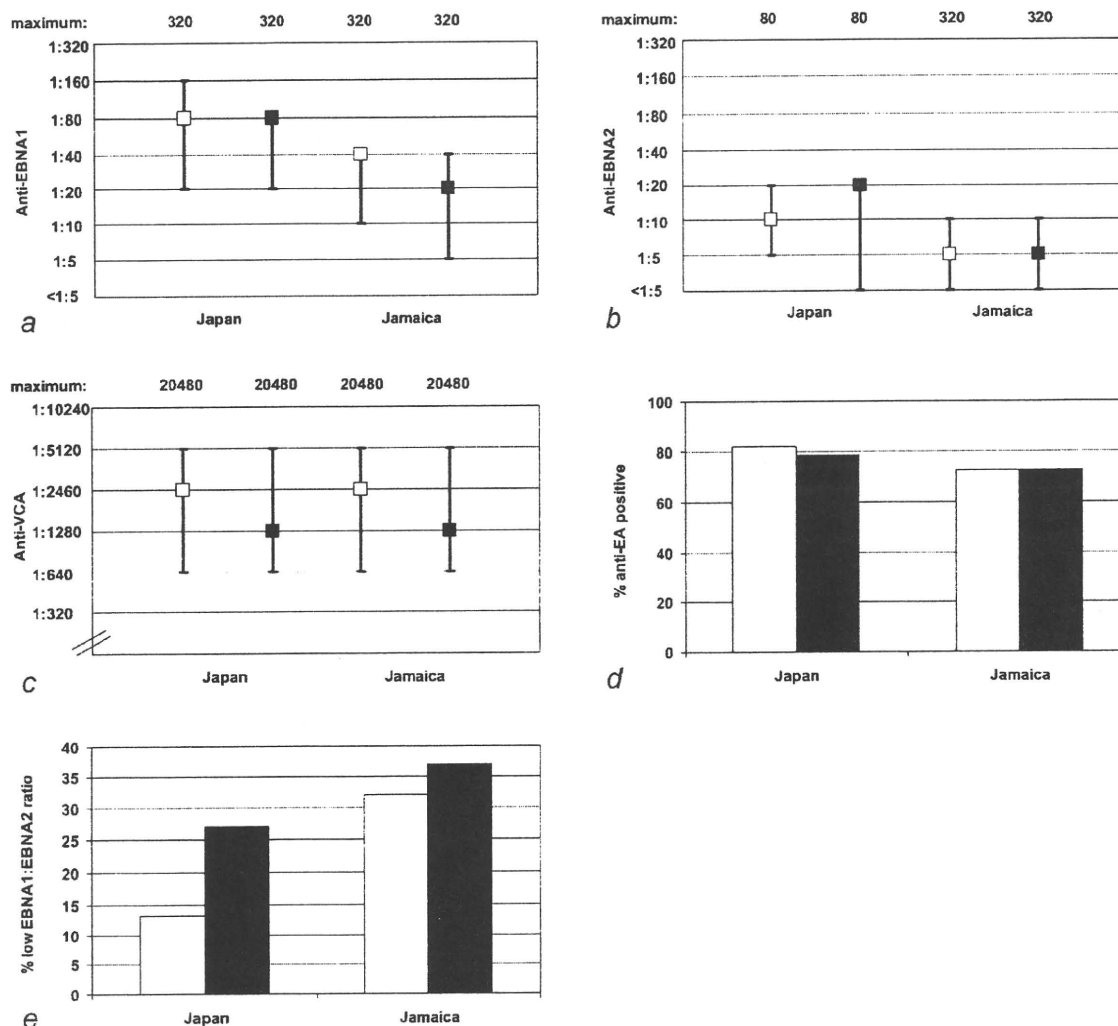 maximum: 320 320 320 320
1:320
1:160
1:80
1:40
1:20
1:10
1:5
<1:5
Anti-EBNA1
Japan Jamaica
a
maximum: 80 80 320 320
1:320
1:160
1:80
1:40
1:20
1:10
1:5
<1:5
Anti-EBNA2
Japan Jamaica
b
maximum: 20480 20480 20480 20480
1:10240
1:5120
1:2460
1:1280
1:640
1:320
Anti-VCA
Japan Jamaica
c
100
80
60
40
20
0
% anti-EA positive
Japan Jamaica
d
40
35
30
25
20
15
10
5
0
% low EBNA1:EBNA2 ratio
Japan Jamaica
e